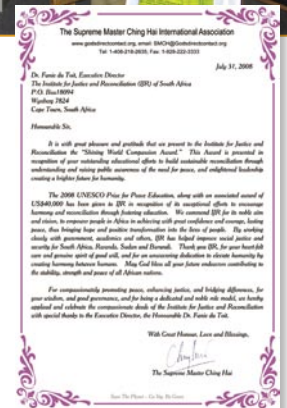 The Supreme Master Ching Hai International Association
www.godsdirectcontact.org, email: SMCH@Godsdirectcontact.org
Tel: 1-408-218-2635; Fax: 1-928-222-3333
July 31, 2008
Dr. Fanie du Toit, Executive Director
The Institute for Justice and Reconciliation (IJR) of South Africa
P.O. Box18094
Wynberg 7824
Cape Town, South Africa
Honourable Sir,
It is with great pleasure and gratitude that we present to the Institute for Justice and
Reconciliation the "Shining World Compassion Award." This Award is presented in
recognition of your outstanding educational efforts to build sustainable reconciliation through
understanding and raising public awareness of the need for peace, and enlightened leadership
creating a brighter future for humanity.
The 2008 UNESCO Prize for Peace Education, along with an associated award of
US$40,000 has been given to IJR in recognition of its exceptional efforts to encourage
harmony and reconciliation through fostering education. We commend IJR for its noble aim
and vision, to empower people in Africa in achieving with great confidence and courage, lasting
peace, thus bringing hope and positive transformation into the lives of people. By working
closely with government, academics and others, IJR has helped improve social justice and
security for South Africa, Rwanda, Sudan and Burundi. Thank you IJR, for your heart felt
care and genuine spirit of good will, and for an unwavering dedication to elevate humanity by
creating harmony between humans. May God bless all your future endeavors contributing to
the stability, strength and peace of all African nations.
For compassionately promoting peace, enhancing justice, and bridging differences, for
your wisdom, and good governance, and for being a dedicated and noble role model, we hereby
applaud and celebrate the compassionate deeds of the Institute for Justice and Reconciliation
with special thanks to the Executive Director, the Honourable Dr. Fanie du Toit.
With Great Honour, Love and Blessings,
The Supreme Master Ching Hai
Save The Planet - Go Veg, Be Green